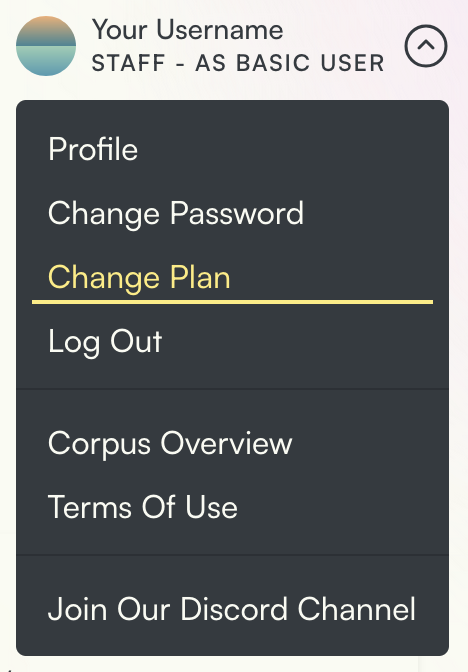 Your Username
STAFF - AS BASIC USER
Profile
Change Password
Change Plan
Log Out
Corpus Overview
Terms Of Use
Join Our Discord Channel